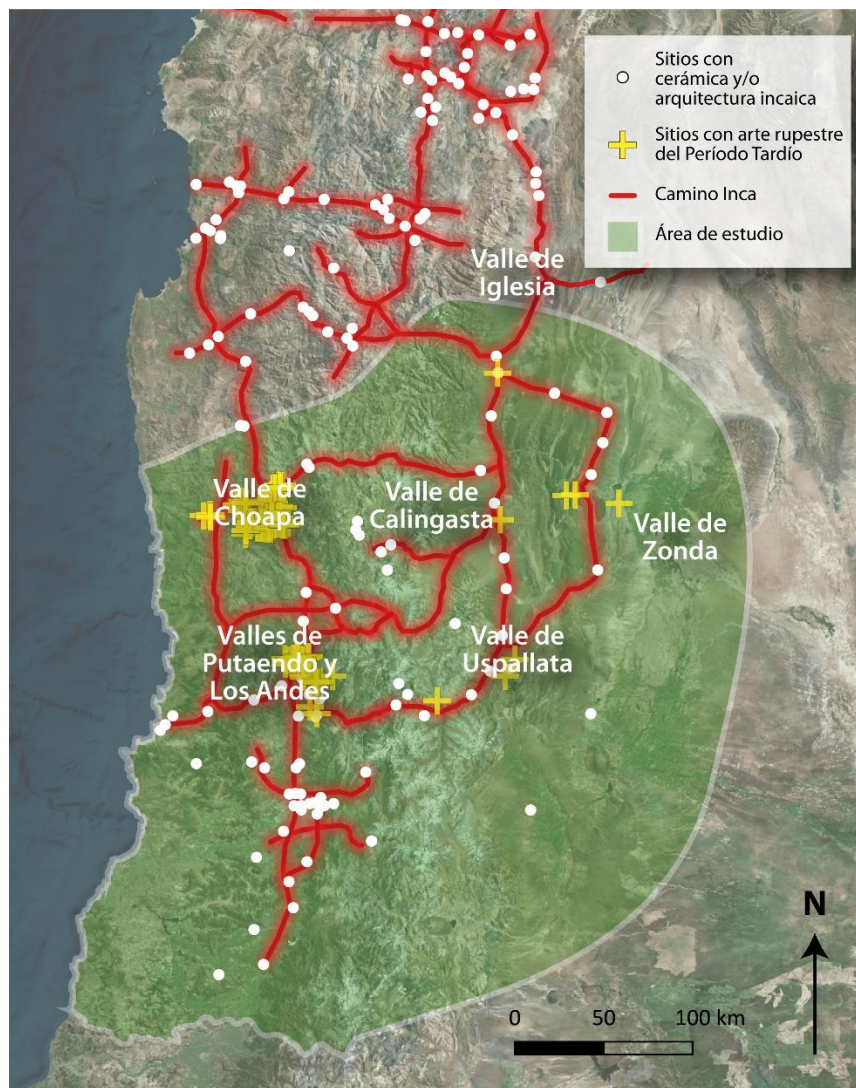 Sitios con
cerámica y/o
arquitectura incaica
Sitios con arte rupestre
del Período Tardío
Camino Inca
Área de estudio
Valle de
Iglesia
Valle de
Choapa
Valle de
Calingasta
Valle de
Zonda
Valles de
Putaendo y
Los Andes
Valle de
Uspallata
N
0 50 100 km